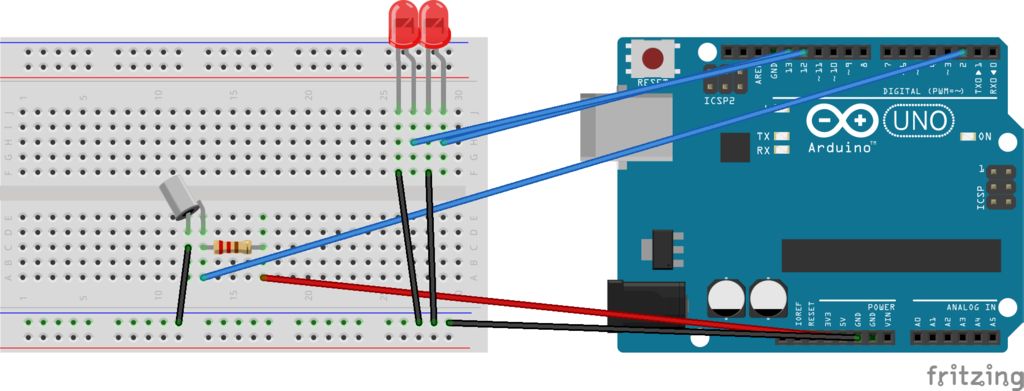 1 5 10 15 20 25 30
J
I
H
G
F
E
D
C
B
A
1 5 10 15 20 25 30
RESET
ICSP2
AREF
GND
13
12
~11
~10
~9
8
7
~6
~5
4
~3
2
TX0▶1
RX0◀0
DIGITAL (PWM=~)
TX
RX
UNO
Arduino™
ON
1
ICSP
IOREF
RESET
3V3
5V
GND
GND
VIN
POWER
ANALOG IN
A0
A1
A2
A3
A4
A5
fritzing